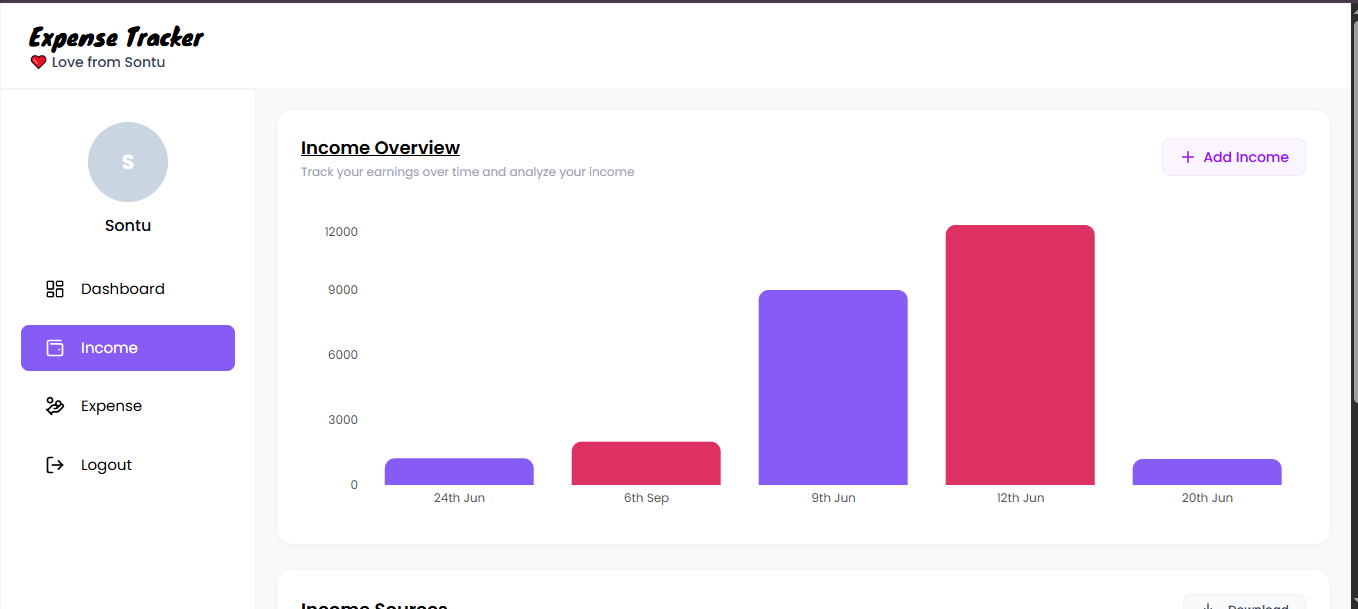 Expense Tracker
Love from Sontu
S
Sontu
Dashboard
Income
Expense
Logout
Income Overview
Track your earnings over time and analyze your income
+ Add Income
12000
9000
6000
3000
0
24th Jun
6th Sep
9th Jun
12th Jun
20th Jun
Income Sources
Download